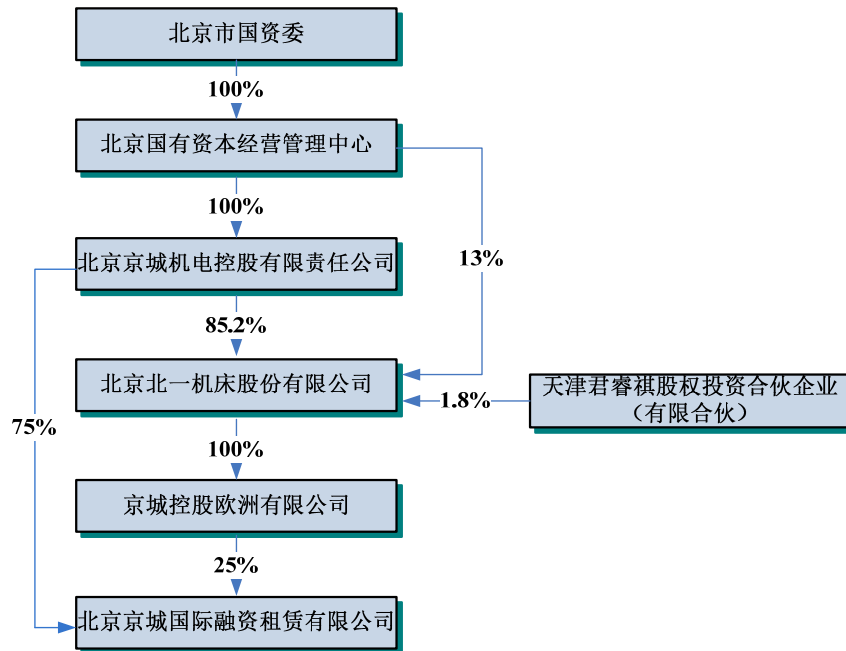 北京市国资委
100%
北京国有资本经营管理中心
100%
13%
北京京城机电控股有限责任公司
85.2%
北京北一机床股份有限公司
天津君睿祺股权投资合伙企业
（有限合伙）
1.8%
75%
100%
京城控股欧洲有限公司
25%
北京京城国际融资租赁有限公司